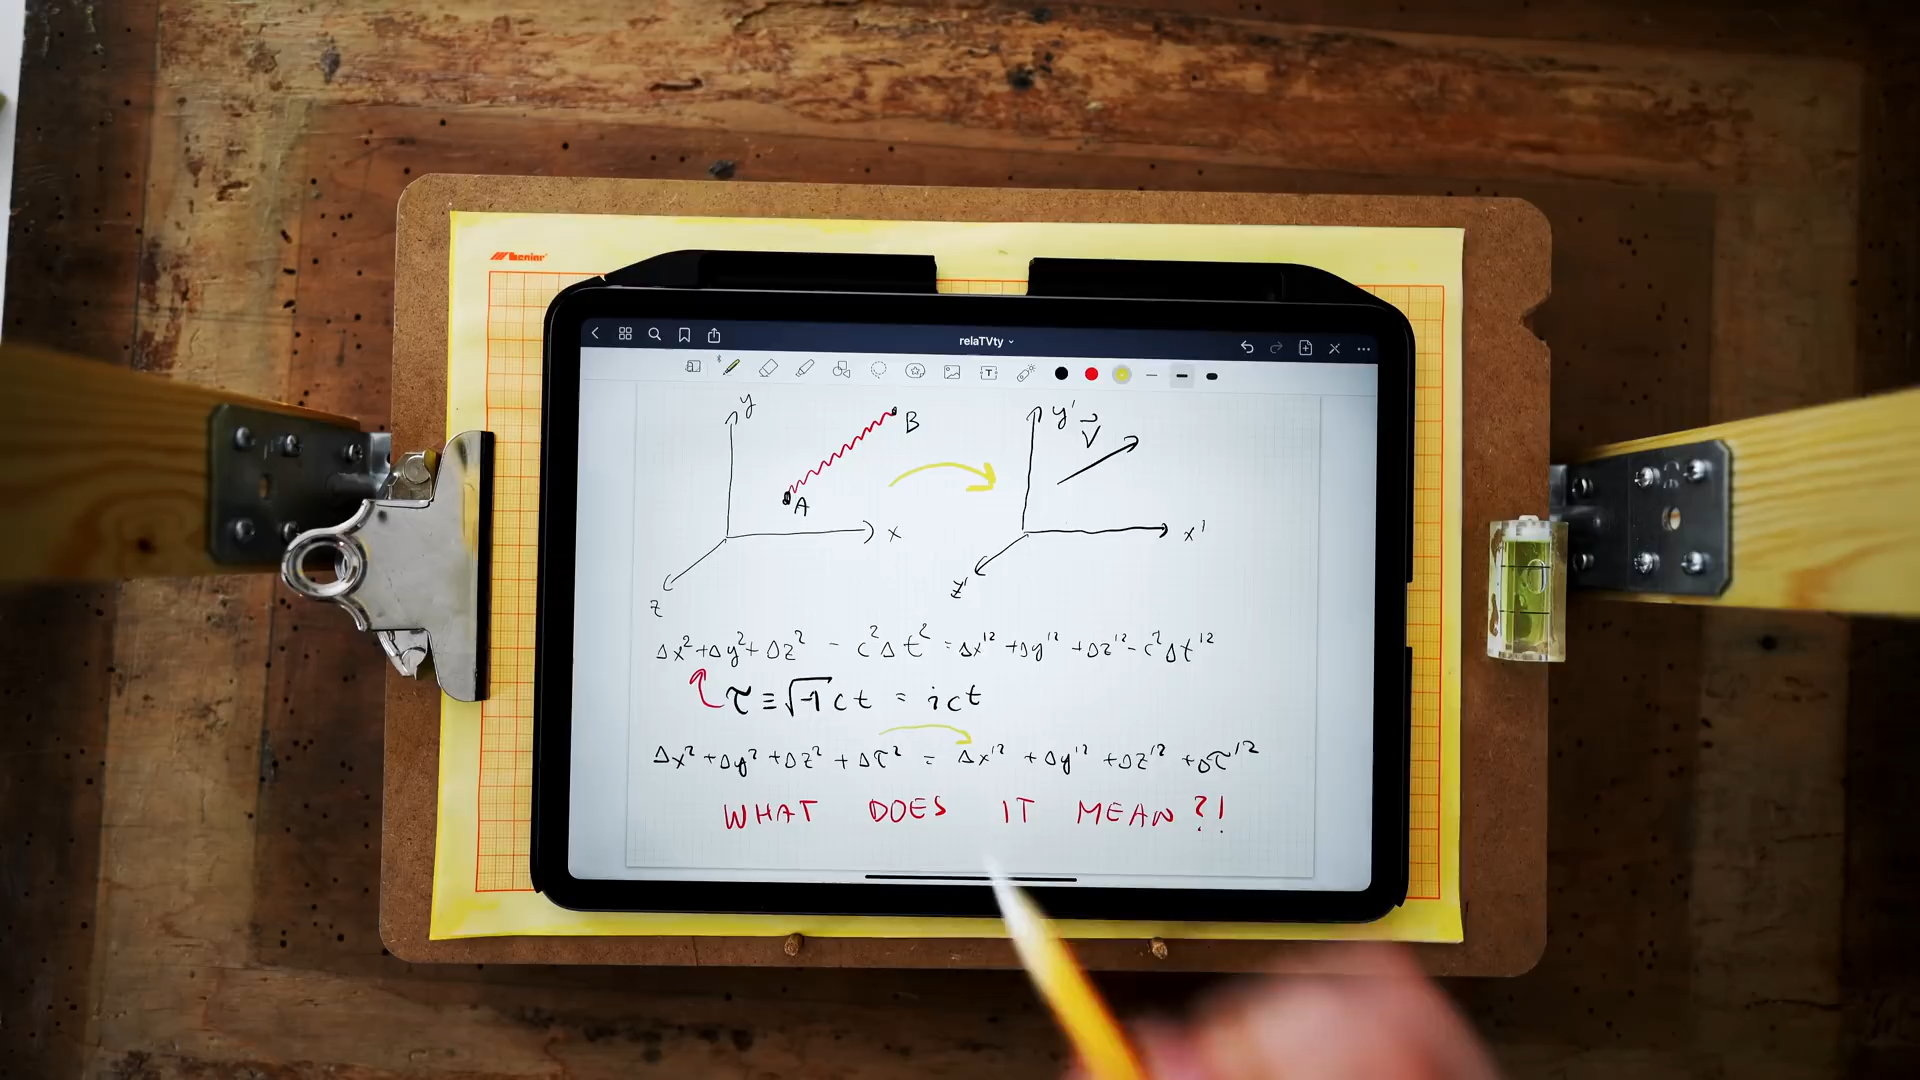 relaTVty
T
y
B
A
x
z
y'
v⃗
x'
z'
Δx² + Δy² + Δz² - c²Δt² = Δx'² + Δy'² + Δz'² - c²Δt'²
τ ≡ √-1 ct = ict
Δx² + Δy² + Δz² + Δτ² = Δx'² + Δy'² + Δz'² + Δτ'²
WHAT DOES IT MEAN?!